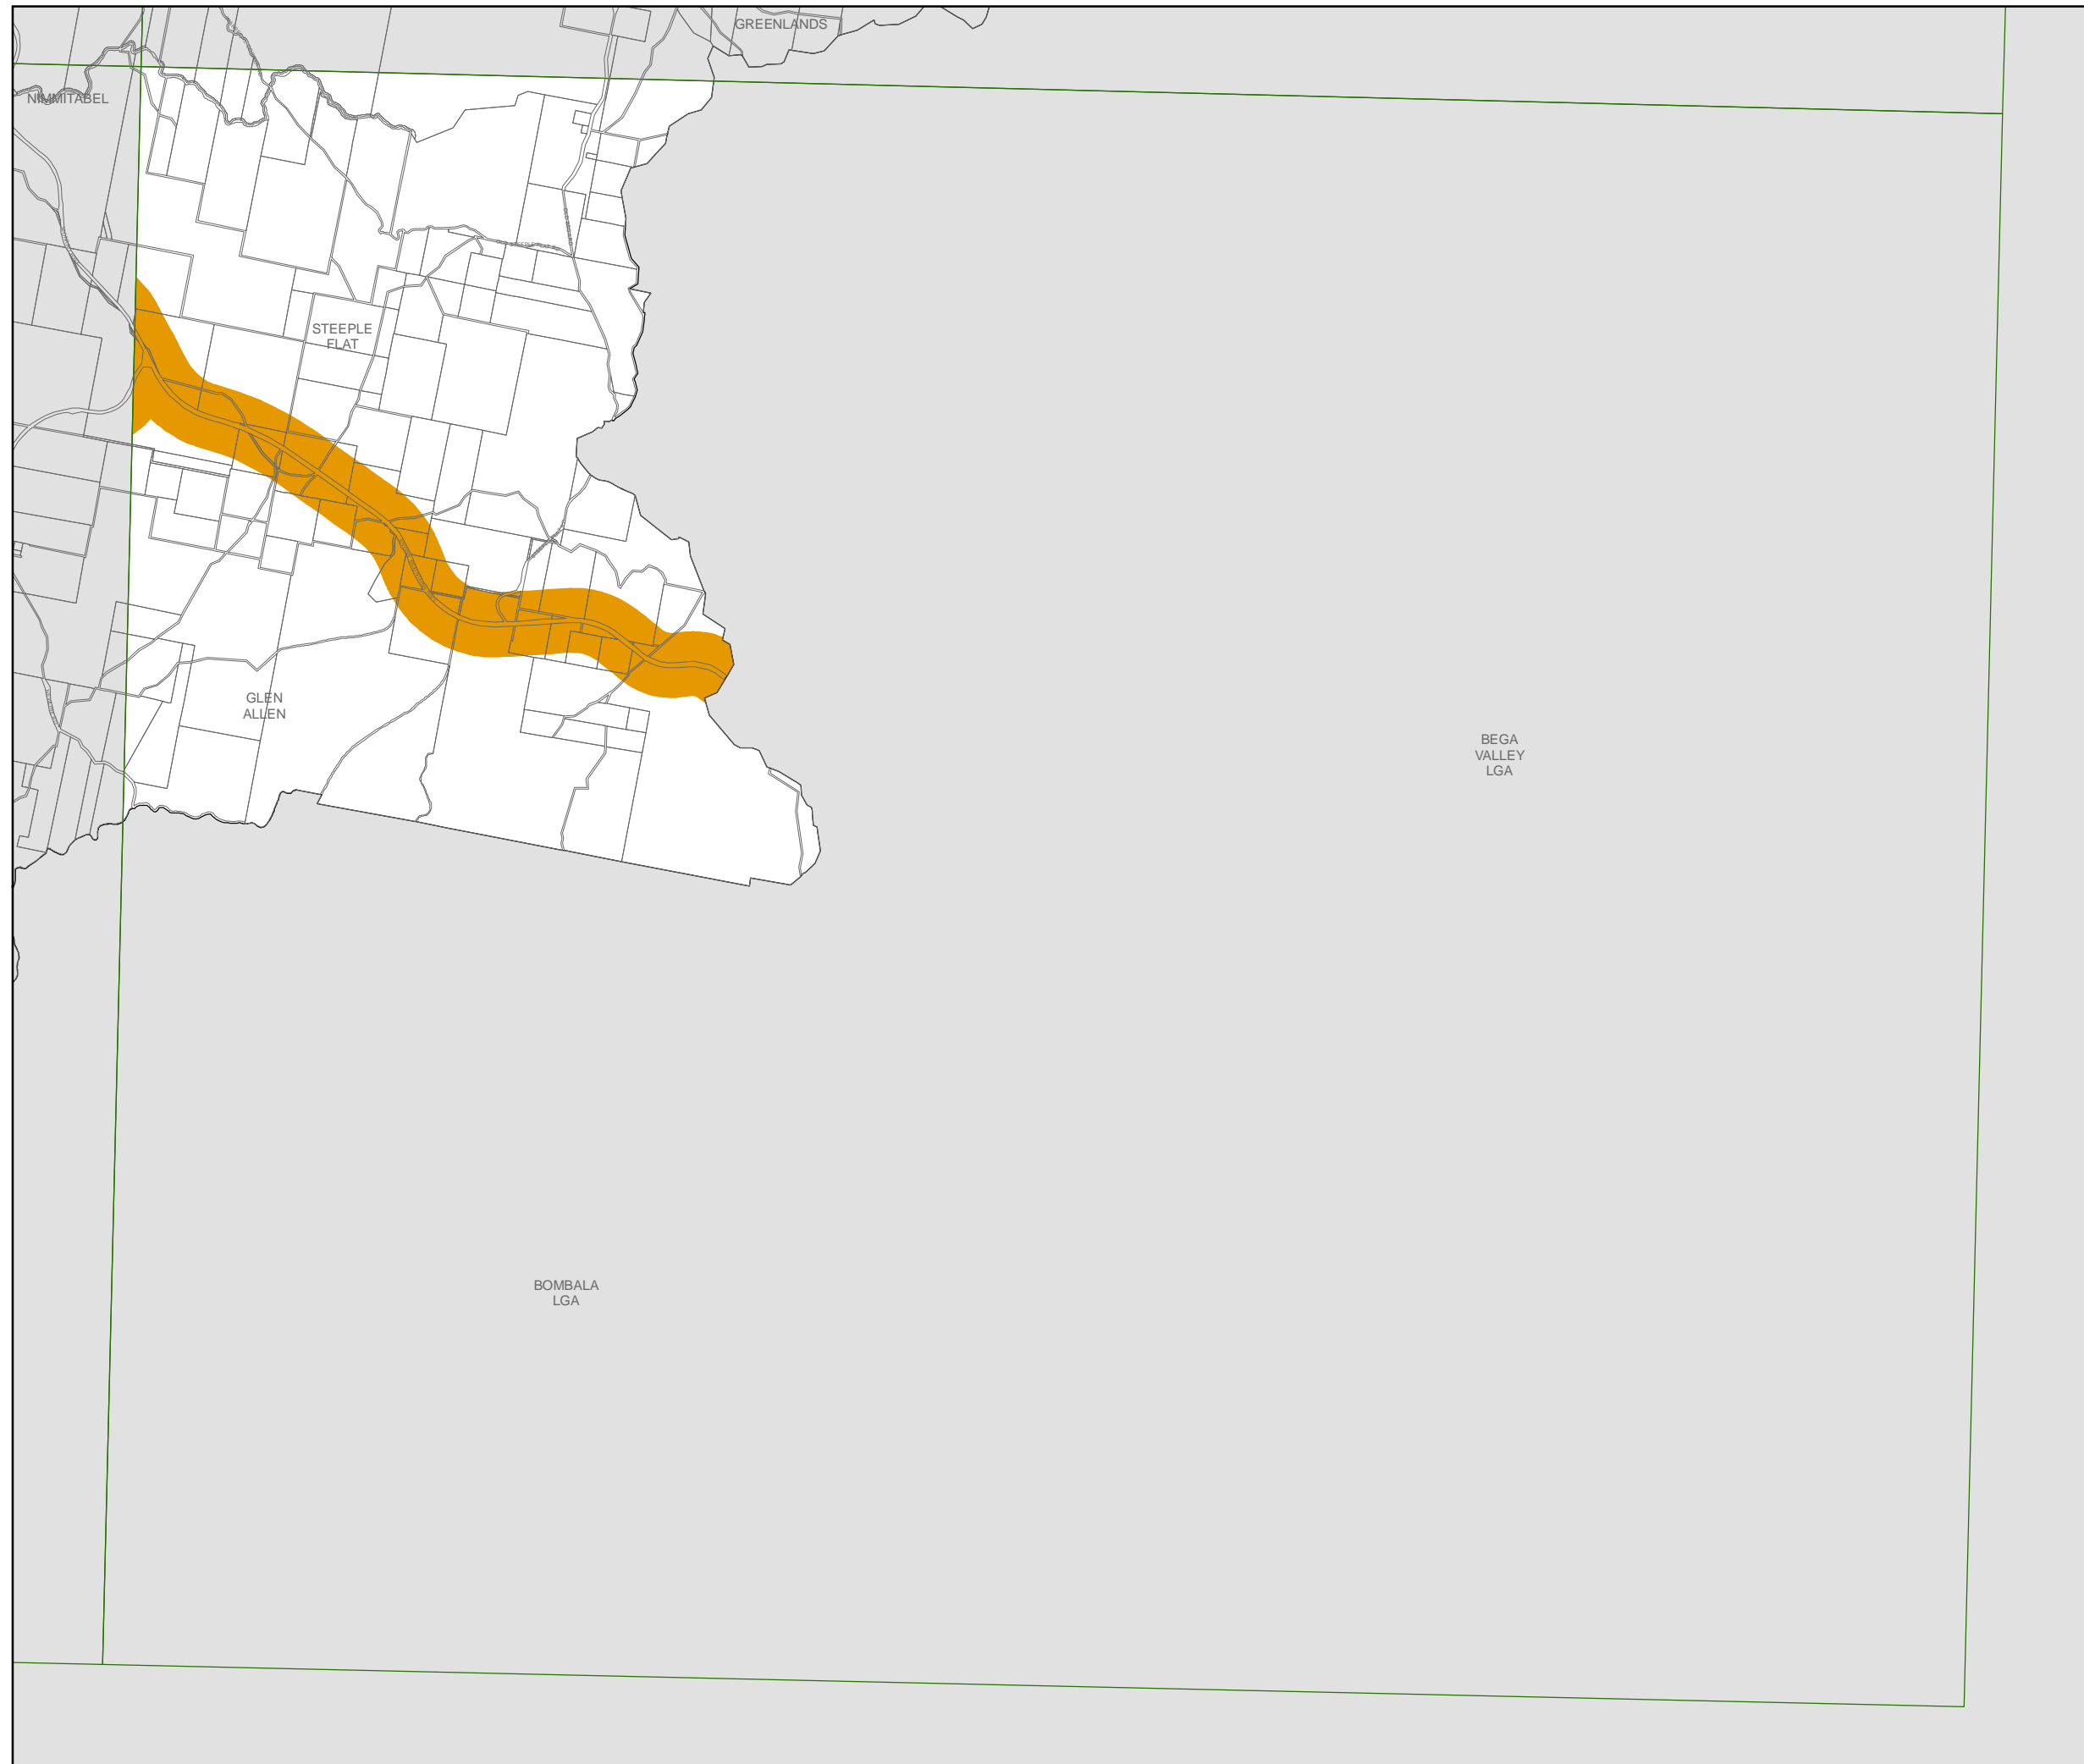 GREENLANDS
NIMMITABEL
STEEPLE
FLAT
GLEN
ALLEN
BEGA
VALLEY
LGA
BOMBALA
LGA